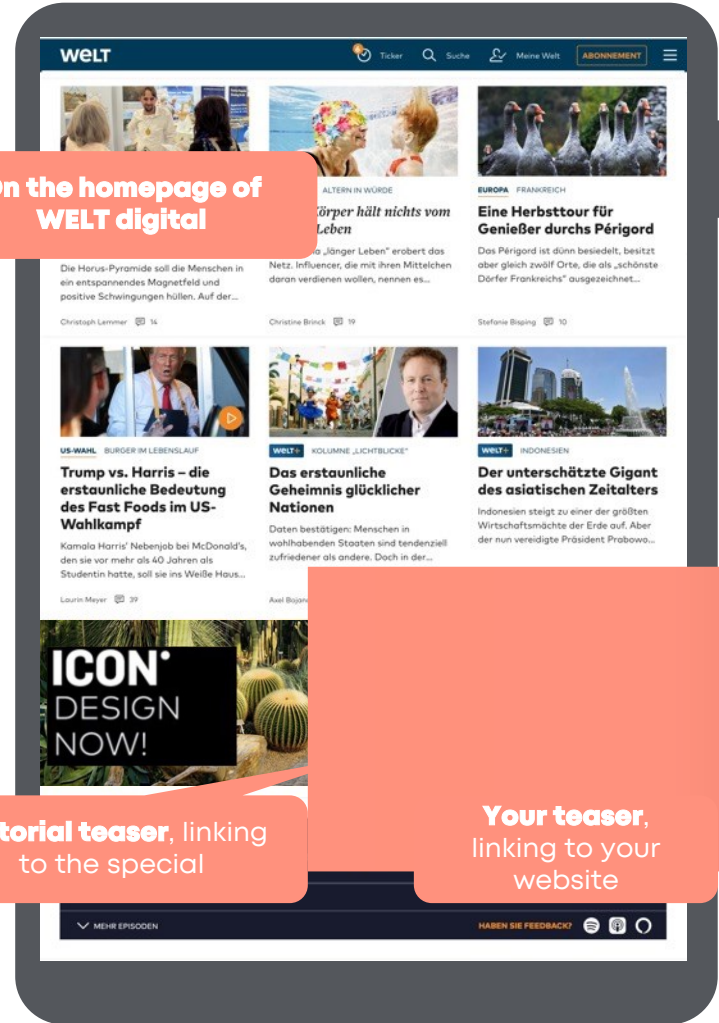 WELT
6
Ticker
Suche
Meine Welt
ABONNEMENT
n the homepage of
WELT digital
Die Horus-Pyramide soll die Menschen in
ein entspannendes Magnetfeld und
positive Schwingungen hüllen. Auf der...
Christoph Lemmer 14
ALTERN IN WÜRDE
Körper hält nichts vom
Leben
„länger Leben“ erobert das
Netz. Influencer, die mit ihren Mittelchen
daran verdienen wollen, nennen es...
Christine Brinck 19
EUROPA FRANKREICH
Eine Herbsttour für
Genießer durchs Périgord
Das Périgord ist dünn besiedelt, besitzt
aber gleich zwölf Orte, die als „schönste
Dörfer Frankreichs“ ausgezeichnet...
Stefanie Bisping 10
US-WAHL BURGER IM LEBENSLAUF
Trump vs. Harris – die
erstaunliche Bedeutung
des Fast Foods im US-
Wahlkampf
Kamala Harris’ Nebenjob bei McDonald’s,
den sie vor mehr als 40 Jahren als
Studentin hatte, soll sie ins Weiße Haus...
Laurin Meyer 39
WELT+ KOLUMNE „LICHTBLICKE“
Das erstaunliche
Geheimnis glücklicher
Nationen
Daten bestätigen: Menschen in
wohlhabenden Staaten sind tendenziell
zufriedener als andere. Doch in der...
Axel Bojan
WELT+ INDONESIEN
Der unterschätzte Gigant
des asiatischen Zeitalters
Indonesien steigt zu einer der größten
Wirtschaftsmächte der Erde auf. Aber
der nun vereidigte Präsident Prabowo...
ICON
DESIGN
NOW!
torial teaser, linking
to the special
Your teaser,
linking to your
website
MEHR EPISODEN
HABEN SIE FEEDBACK?